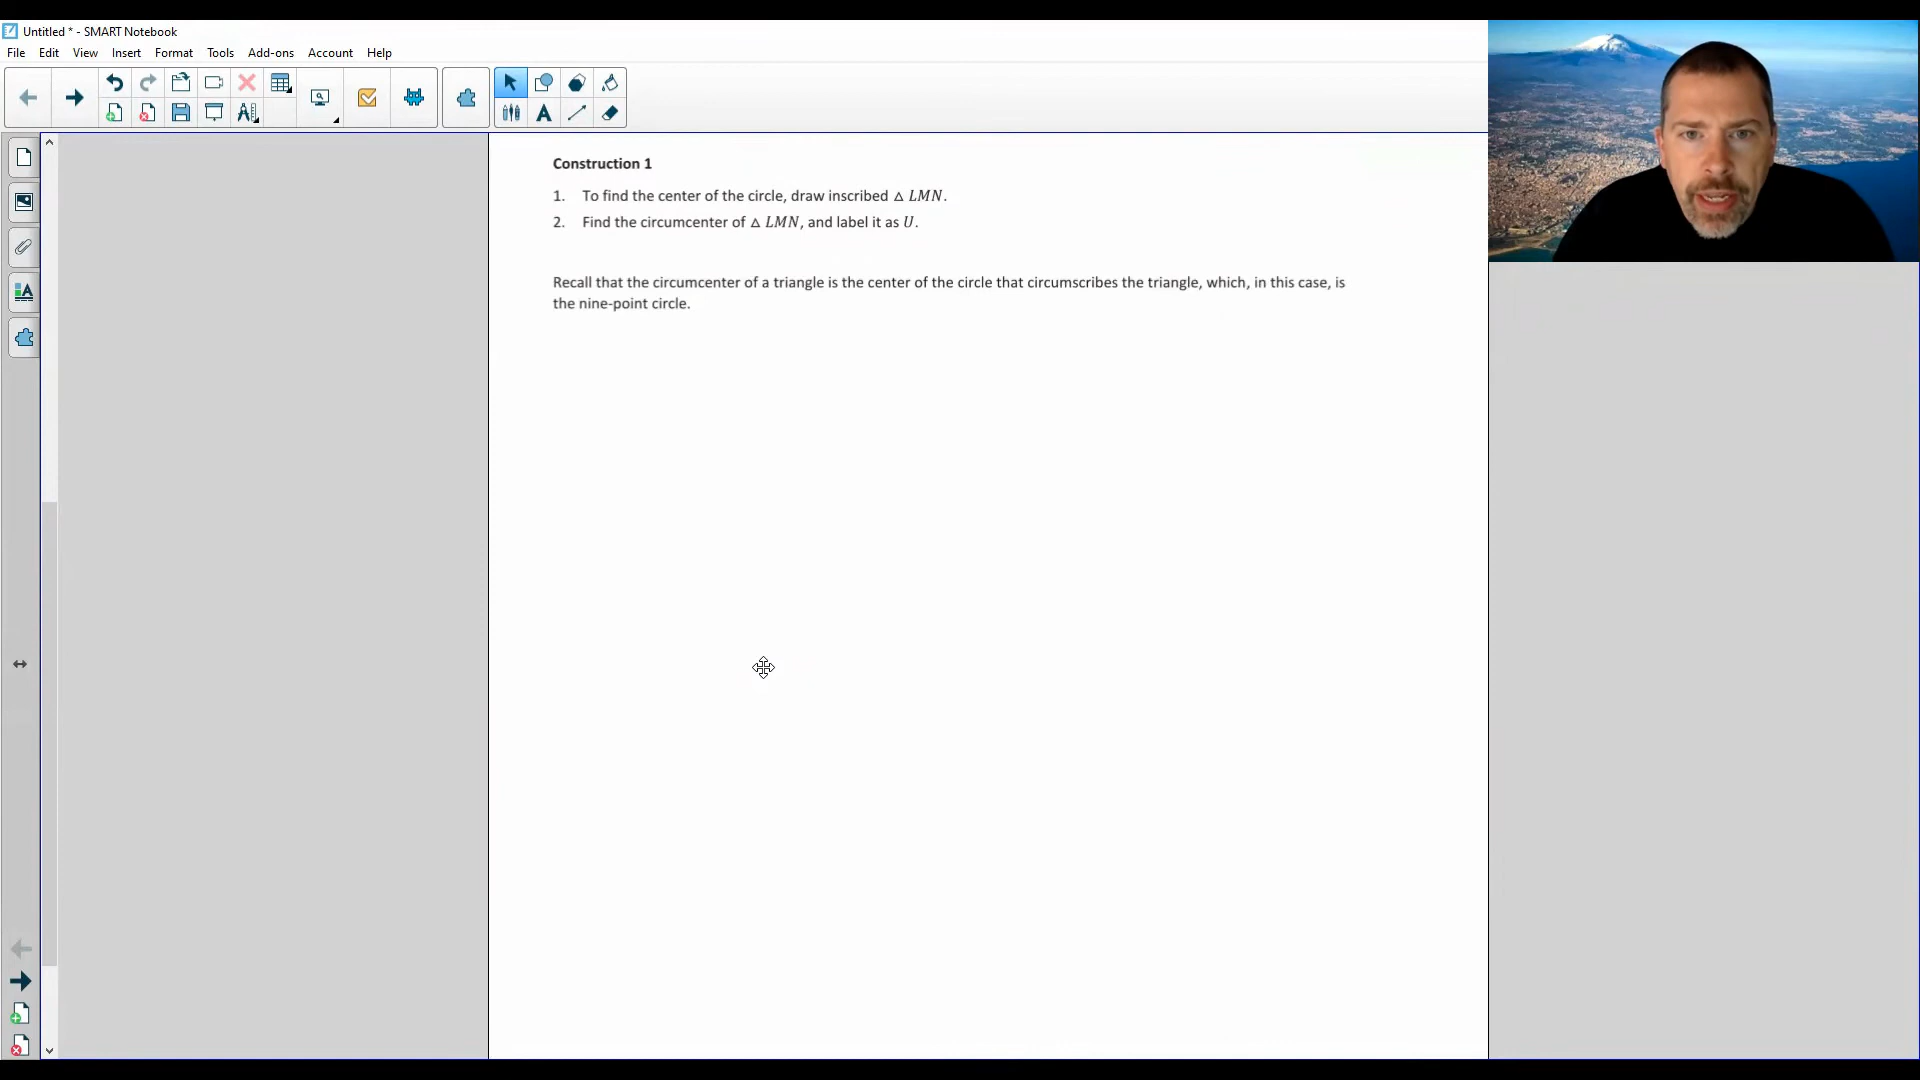 Untitled * - SMART Notebook
File Edit View Insert Format Tools Add-ons Account Help
Construction 1
1. To find the center of the circle, draw inscribed △ LMN.
2. Find the circumcenter of △ LMN, and label it as U.
Recall that the circumcenter of a triangle is the center of the circle that circumscribes the triangle, which, in this case, is
the nine-point circle.